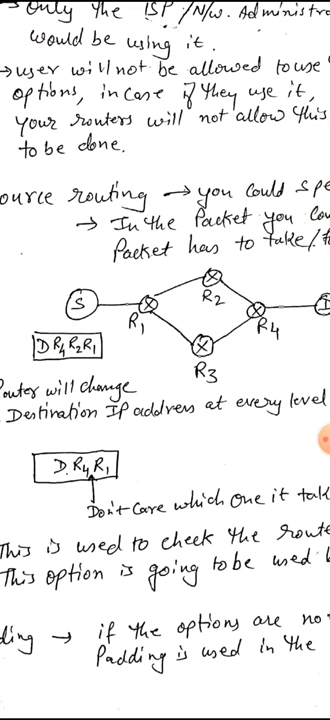 Only the ISP/N/w. Administra
would be using it.
→ user will not be allowed to use
options, in case if they use it,
your routers will not allow this
to be done.
ource routing → you could spe
→ In the Packet you cou
Packet has to take/
S
R1
R2
R3
R4
D R4 R2 R1
outer will change
Destination IP address at every level
D. R4 R1
Don't care which one it tak
This is used to check the route
This option is going to be used
ding → if the options are no
Padding is used in the